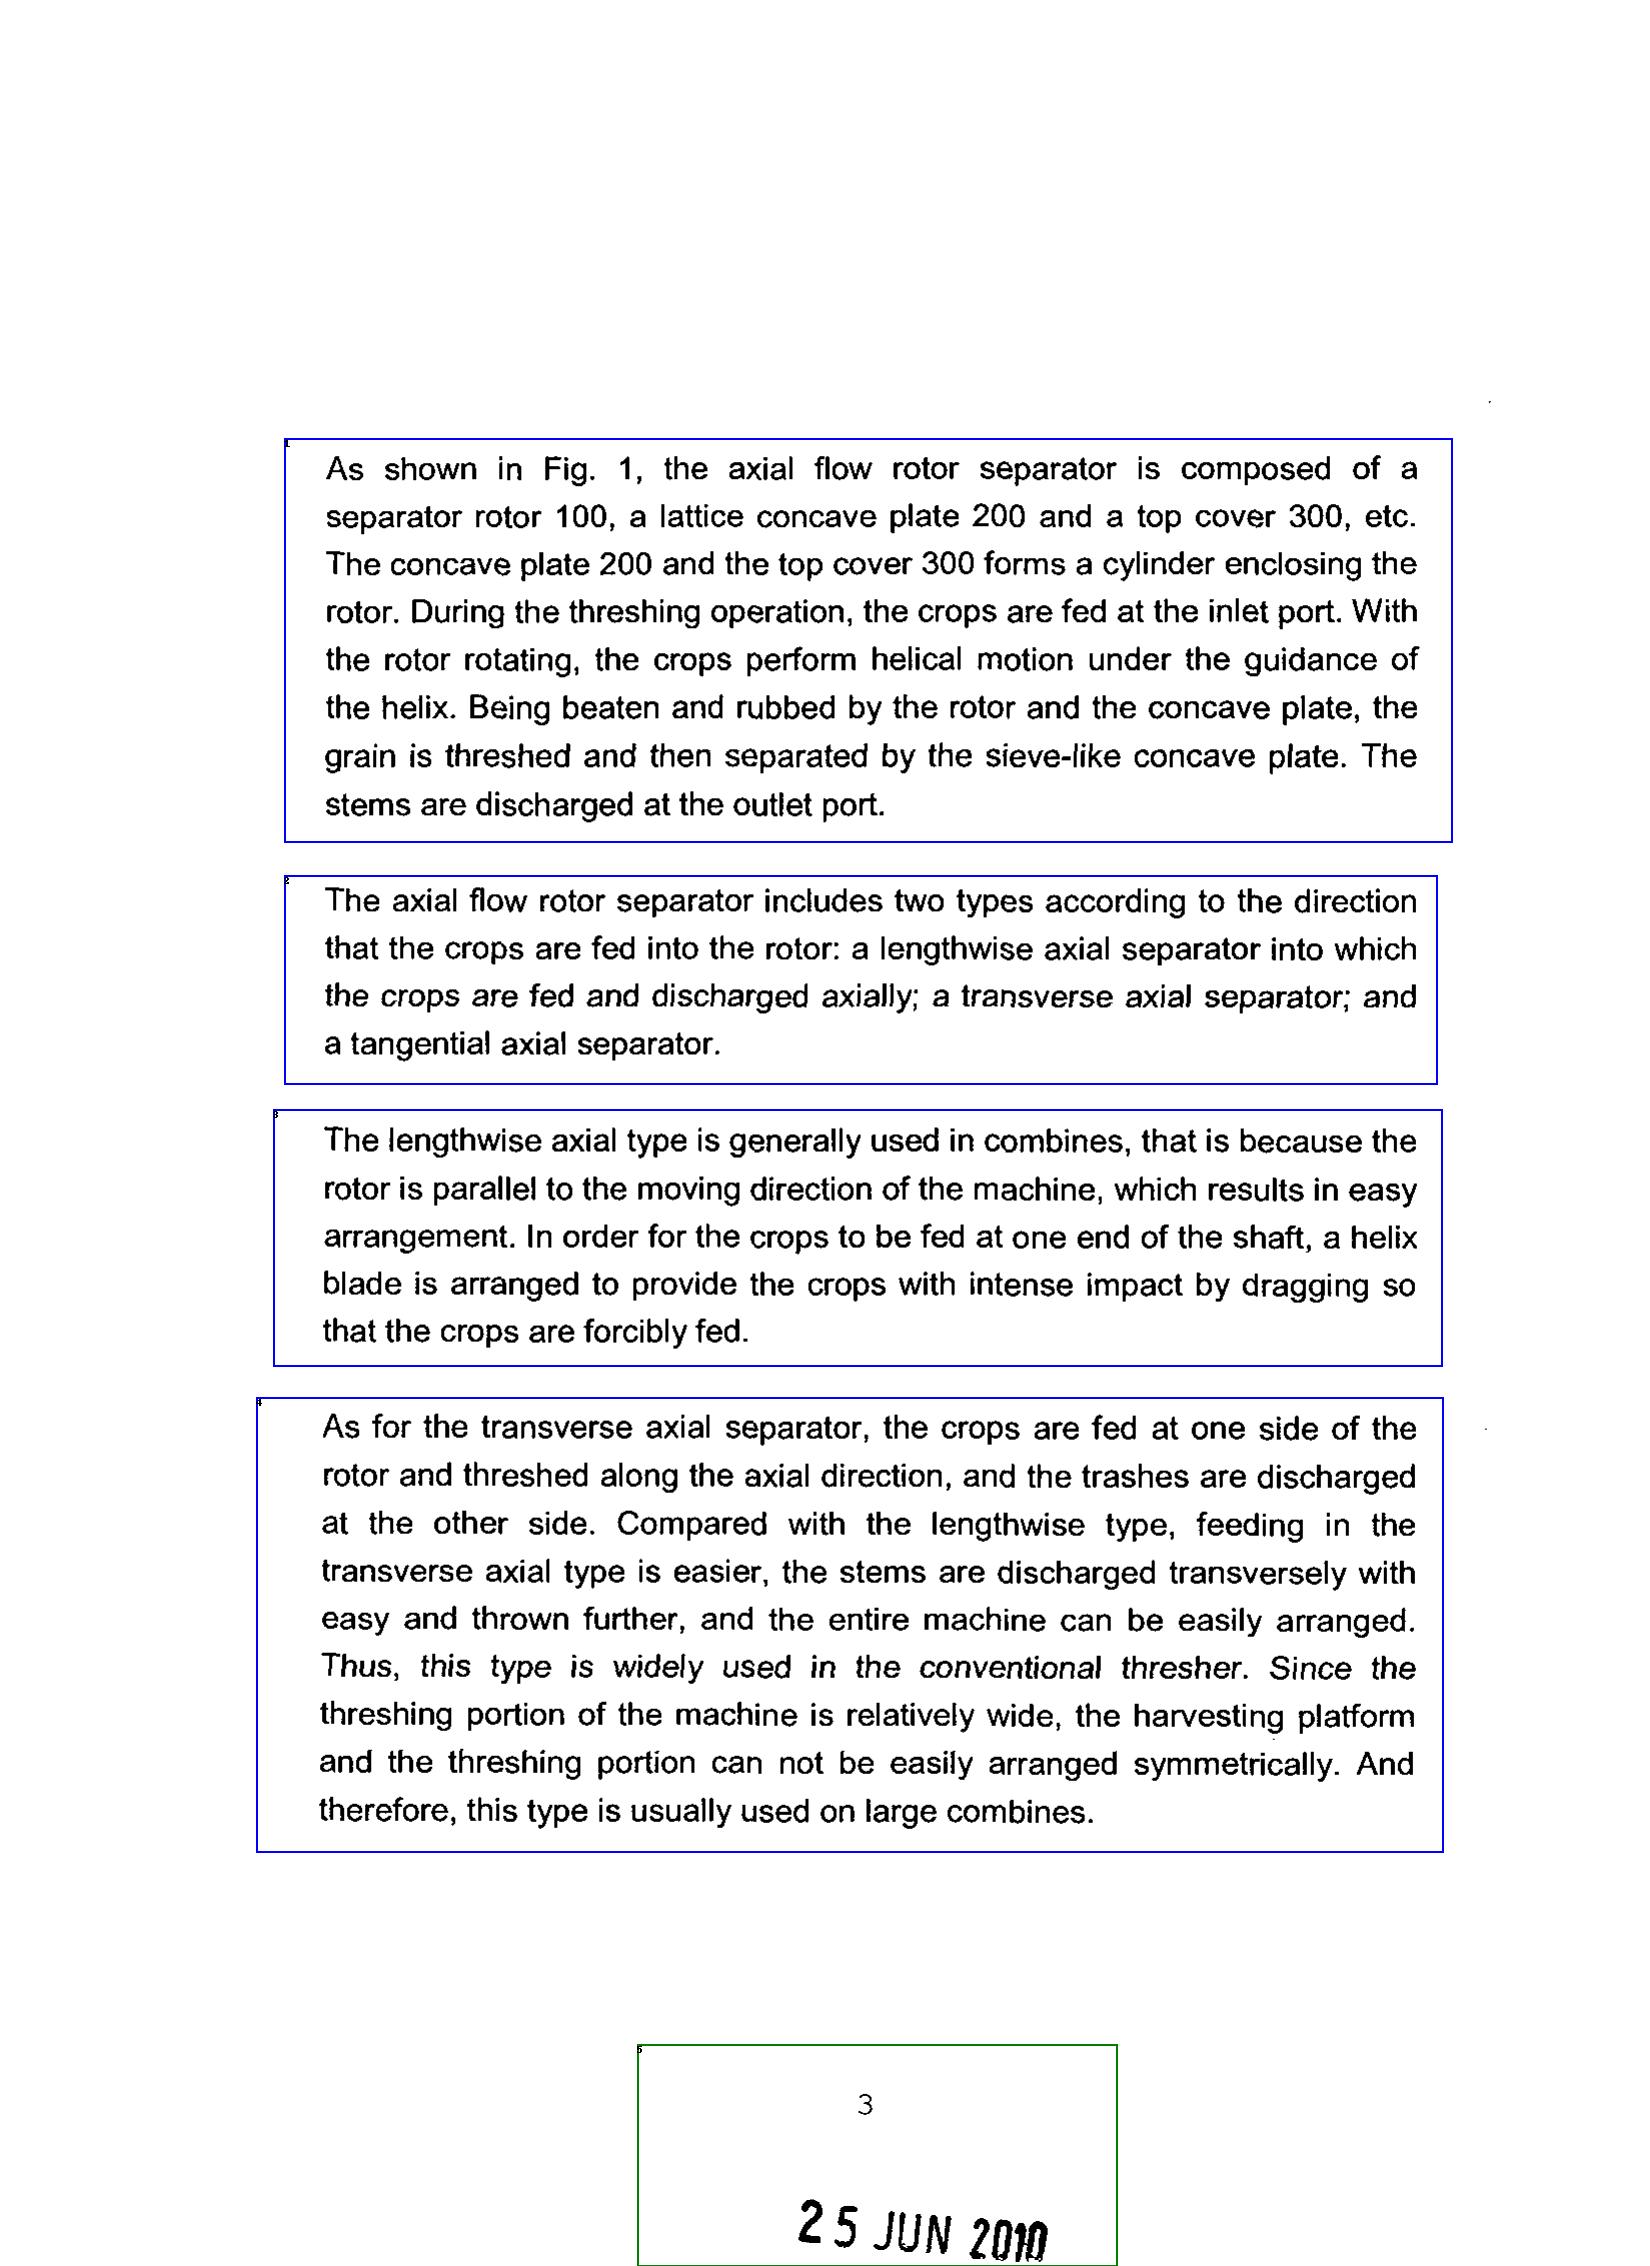 As shown in Fig. 1, the axial flow rotor separator is composed of a
separator rotor 100, a lattice concave plate 200 and a top cover 300, etc.
The concave plate 200 and the top cover 300 forms a cylinder enclosing the
rotor. During the threshing operation, the crops are fed at the inlet port. With
the rotor rotating, the crops perform helical motion under the guidance of
the helix. Being beaten and rubbed by the rotor and the concave plate, the
grain is threshed and then separated by the sieve-like concave plate. The
stems are discharged at the outlet port.
The axial flow rotor separator includes two types according to the direction
that the crops are fed into the rotor: a lengthwise axial separator into which
the crops are fed and discharged axially; a transverse axial separator; and
a tangential axial separator.
The lengthwise axial type is generally used in combines, that is because the
rotor is parallel to the moving direction of the machine, which results in easy
arrangement. In order for the crops to be fed at one end of the shaft, a helix
blade is arranged to provide the crops with intense impact by dragging so
that the crops are forcibly fed.
As for the transverse axial separator, the crops are fed at one side of the
rotor and threshed along the axial direction, and the trashes are discharged
at the other side. Compared with the lengthwise type, feeding in the
transverse axial type is easier, the stems are discharged transversely with
easy and thrown further, and the entire machine can be easily arranged.
Thus, this type is widely used in the conventional thresher. Since the
threshing portion of the machine is relatively wide, the harvesting platform
and the threshing portion can not be easily arranged symmetrically. And
therefore, this type is usually used on large combines.
3
25 JUN 2010